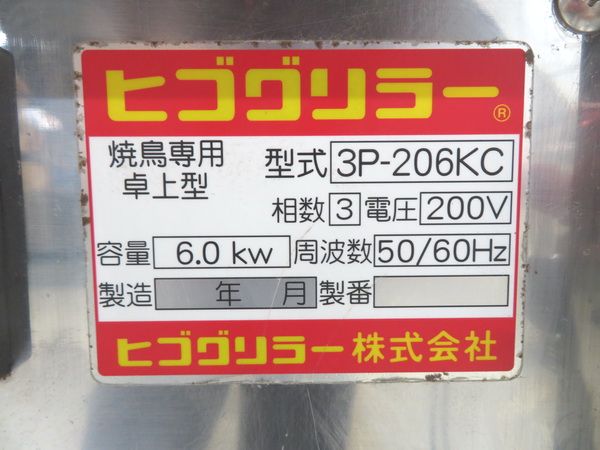 ヒゴグリラー®
焼鳥専用
卓上型
型式 3P-206KC
相数 3 電圧 200V
容量 6.0 kw 周波数 50/60Hz
製造 年 月 製番
ヒゴグリラー株式会社